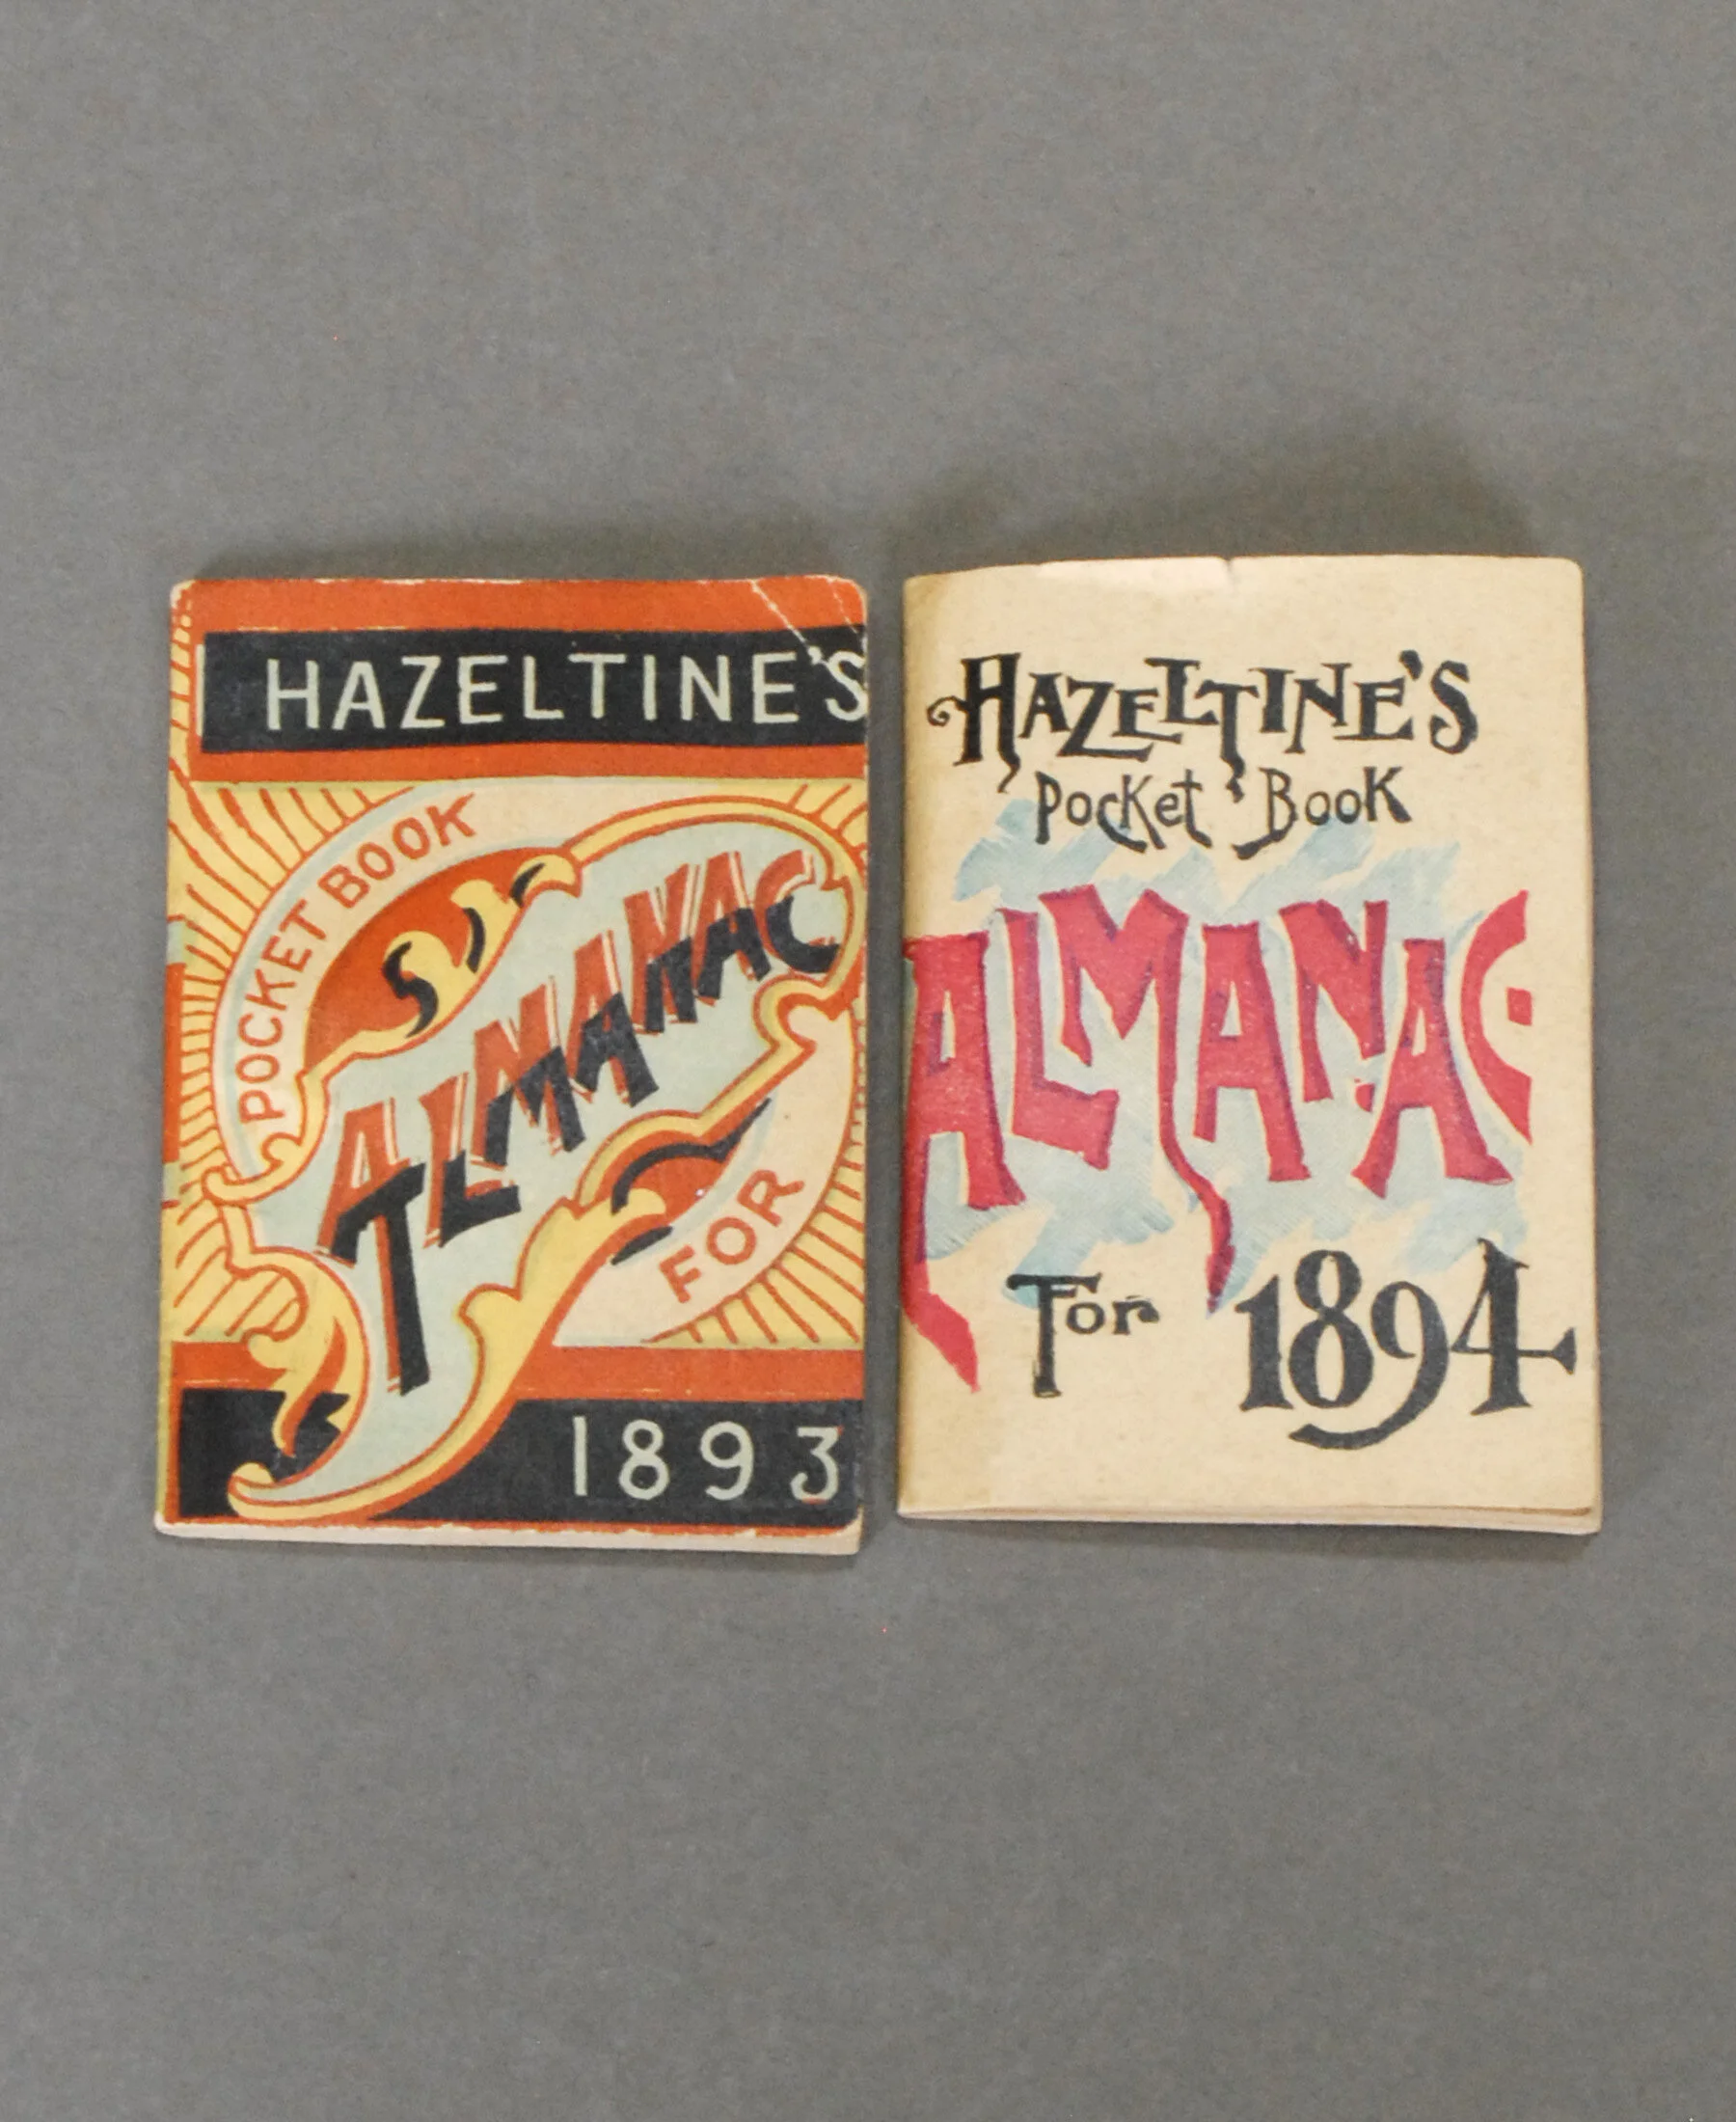 HAZELTINE'S
POCKET BOOK
ALMANAC
FOR
1893
HAZELTINE'S
Pocket Book
ALMANAC
For 1894